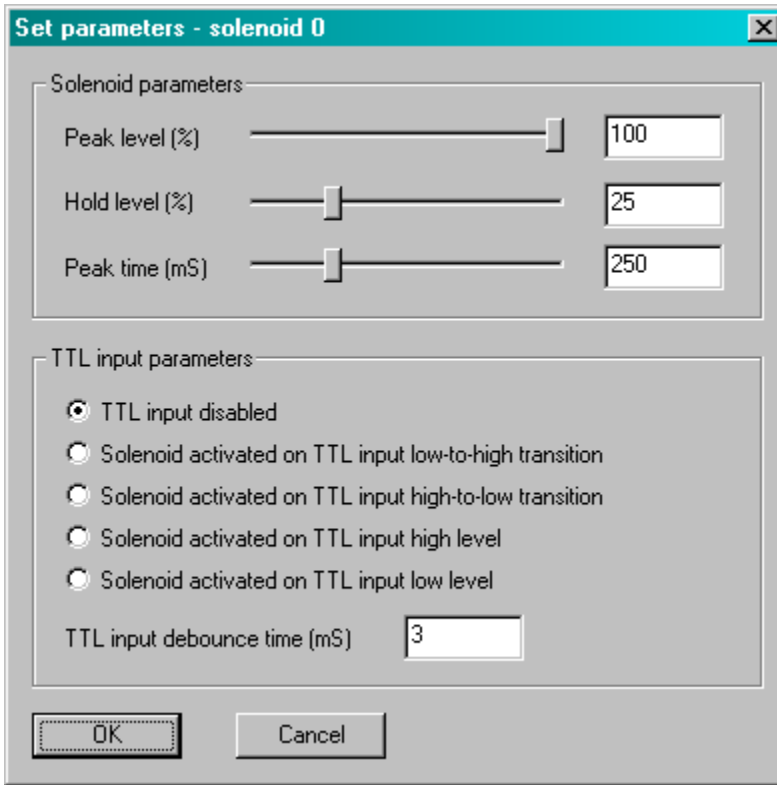 Set parameters - solenoid 0
Solenoid parameters
Peak level (%) 100
Hold level (%) 25
Peak time (mS) 250
TTL input parameters
TTL input disabled
Solenoid activated on TTL input low-to-high transition
Solenoid activated on TTL input high-to-low transition
Solenoid activated on TTL input high level
Solenoid activated on TTL input low level
TTL input debounce time (mS) 3
OK Cancel